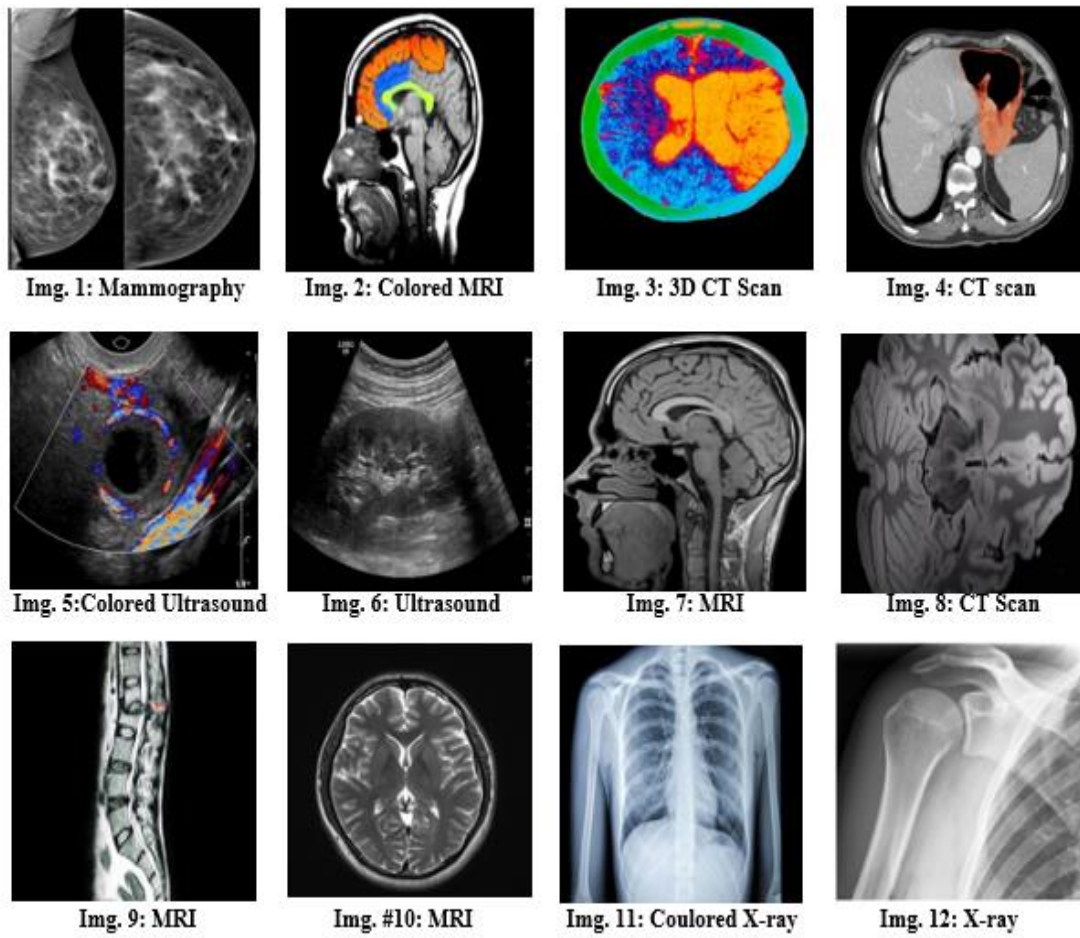 Img. 1: Mammography
Img. 2: Colored MRI
Img. 3: 3D CT Scan
Img. 4: CT scan
Img. 5:Colored Ultrasound
Img. 6: Ultrasound
Img. 7: MRI
Img. 8: CT Scan
Img. 9: MRI
Img. #10: MRI
Img. 11: Coulored X-ray
Img. 12: X-ray